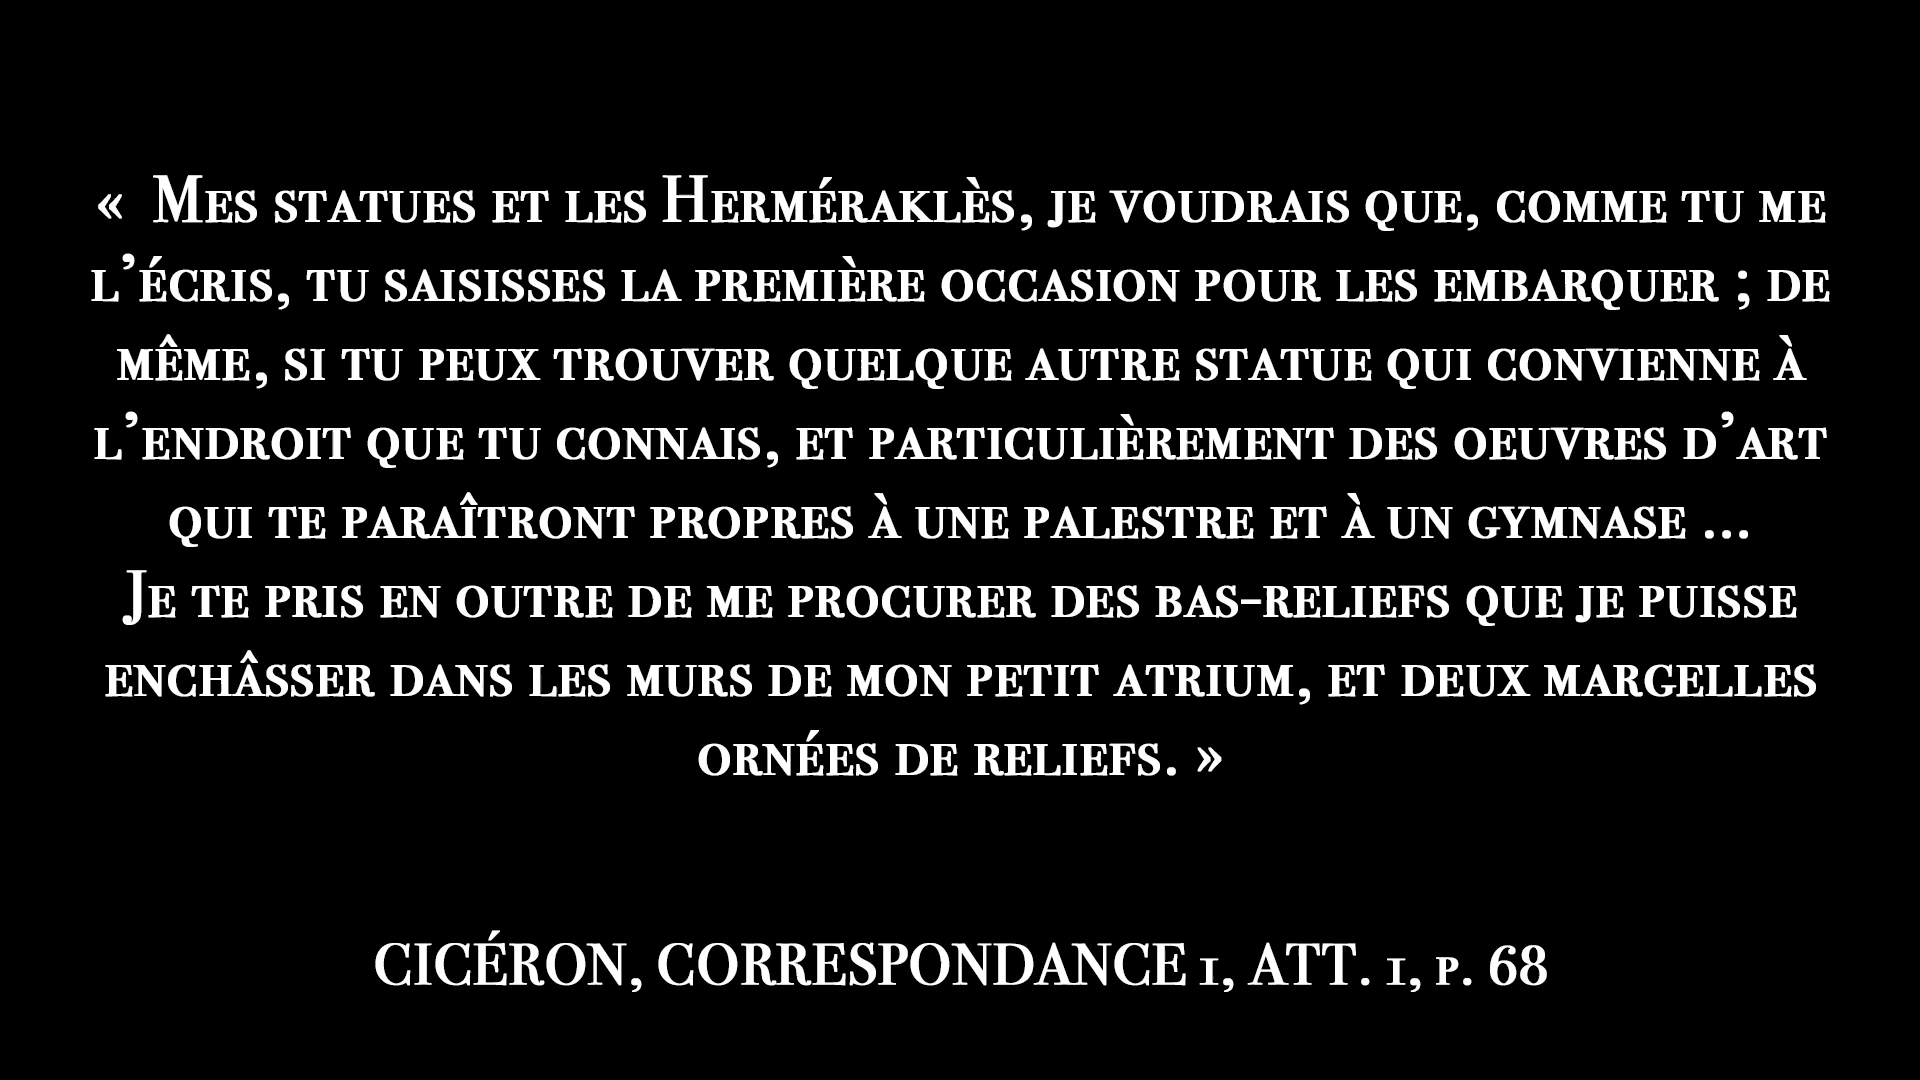 «  Mes statues et les Herméraklès, je voudrais que, comme tu me
l’écris, tu saisisses la première occasion pour les embarquer ; de
même, si tu peux trouver quelque autre statue qui convienne à
l’endroit que tu connais, et particulièrement des oeuvres d’art
qui te paraîtront propres à une palestre et à un gymnase ...
Je te pris en outre de me procurer des bas-reliefs que je puisse
enchâsser dans les murs de mon petit atrium, et deux margelles
ornées de reliefs. »
CICÉRON, CORRESPONDANCE 1, ATT. 1, p. 68